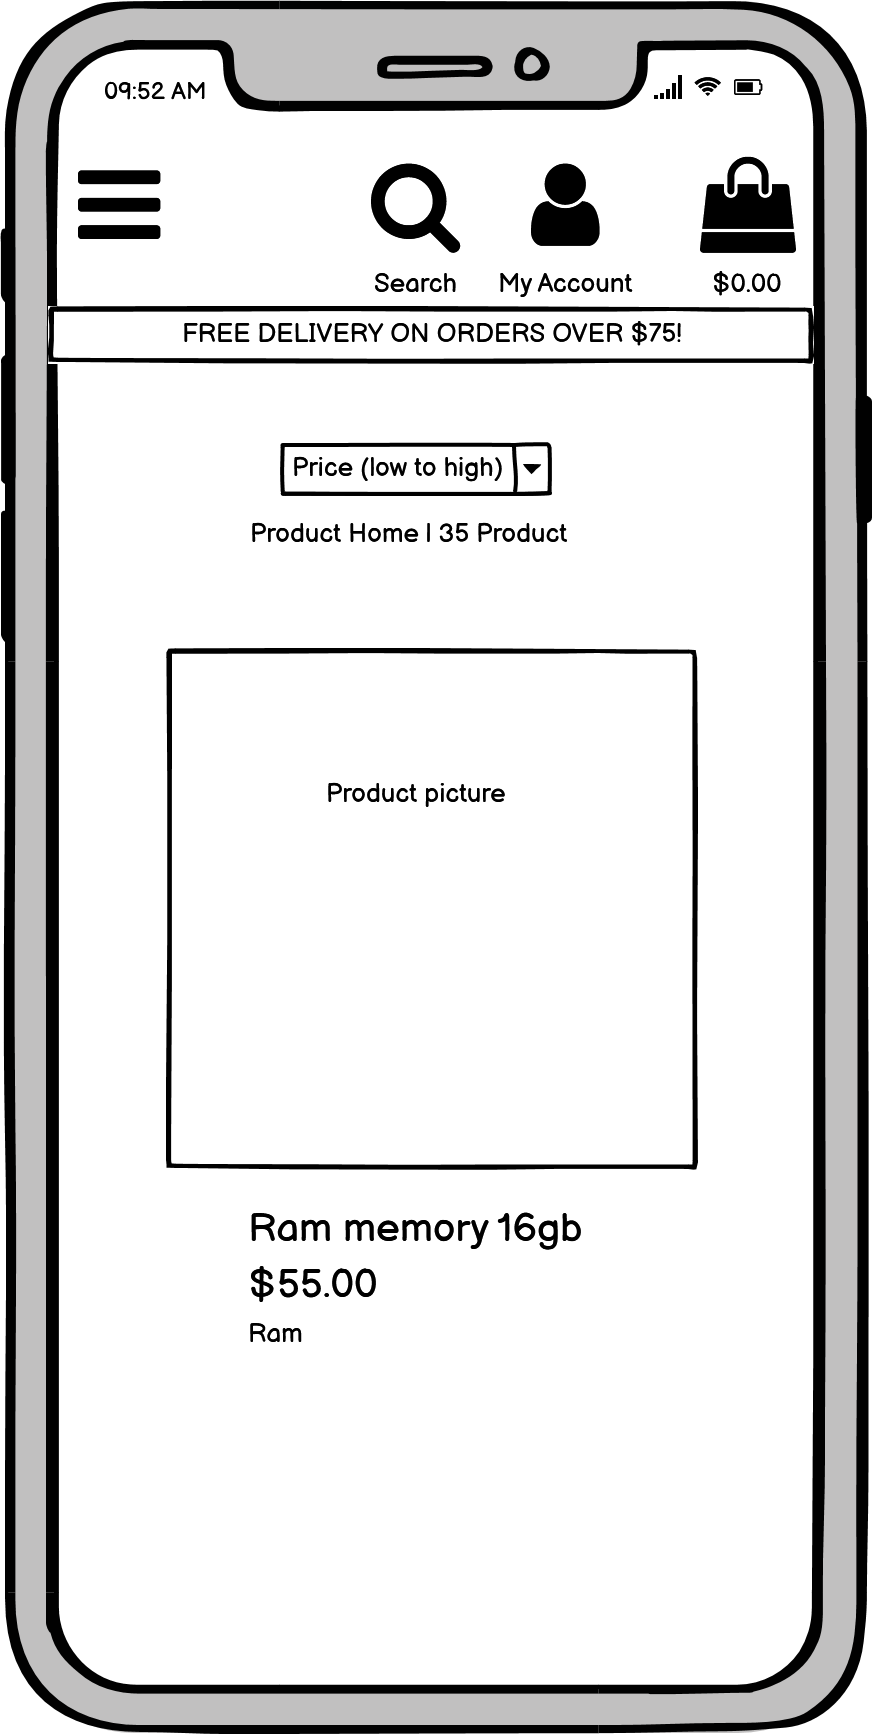 09:52 AM
Search
My Account
$0.00
FREE DELIVERY ON ORDERS OVER $75!
Price (low to high)
Product Home | 35 Product
Product picture
Ram memory 16gb
$55.00
Ram